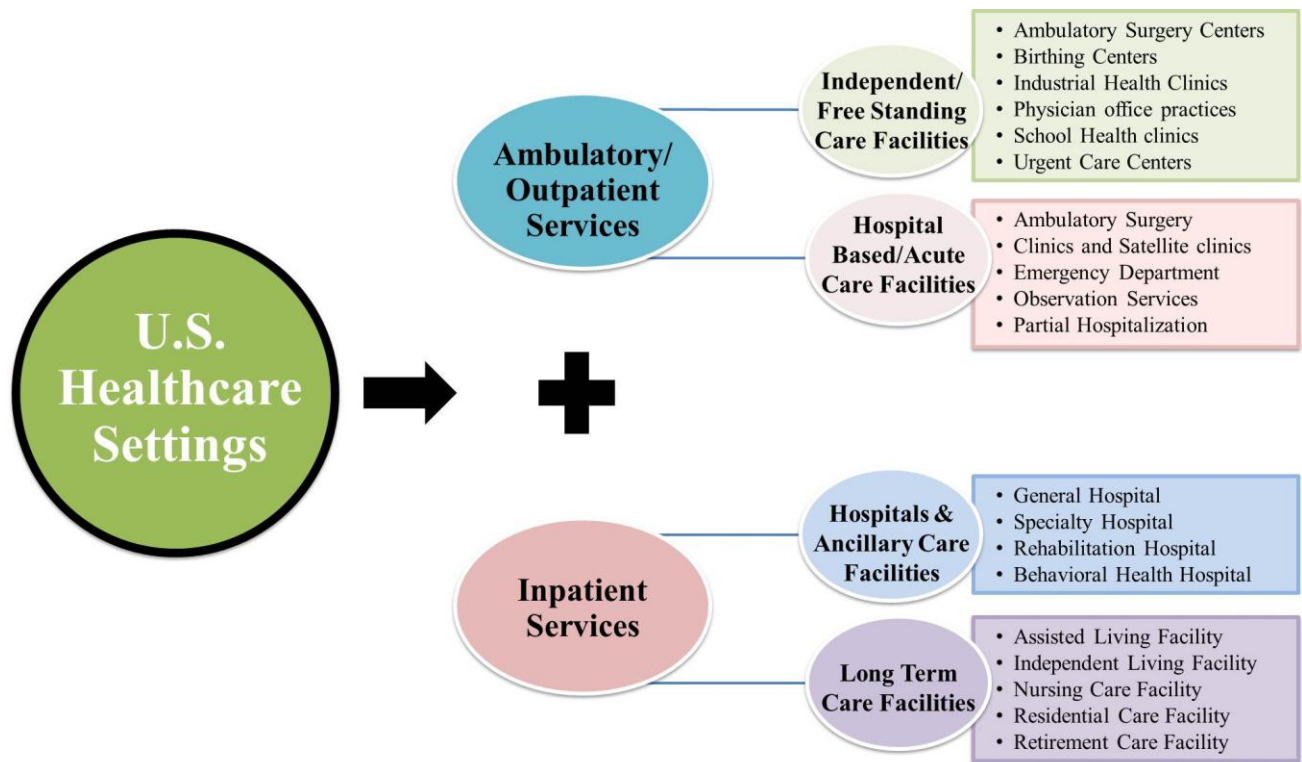 U.S.
Healthcare
Settings
Ambulatory/
Outpatient
Services
Independent/
Free Standing
Care Facilities
• Ambulatory Surgery Centers
• Birthing Centers
• Industrial Health Clinics
• Physician office practices
• School Health clinics
• Urgent Care Centers
Hospital
Based/Acute
Care Facilities
• Ambulatory Surgery
• Clinics and Satellite clinics
• Emergency Department
• Observation Services
• Partial Hospitalization
Inpatient
Services
Hospitals &
Ancillary Care
Facilities
• General Hospital
• Specialty Hospital
• Rehabilitation Hospital
• Behavioral Health Hospital
Long Term
Care Facilities
• Assisted Living Facility
• Independent Living Facility
• Nursing Care Facility
• Residential Care Facility
• Retirement Care Facility